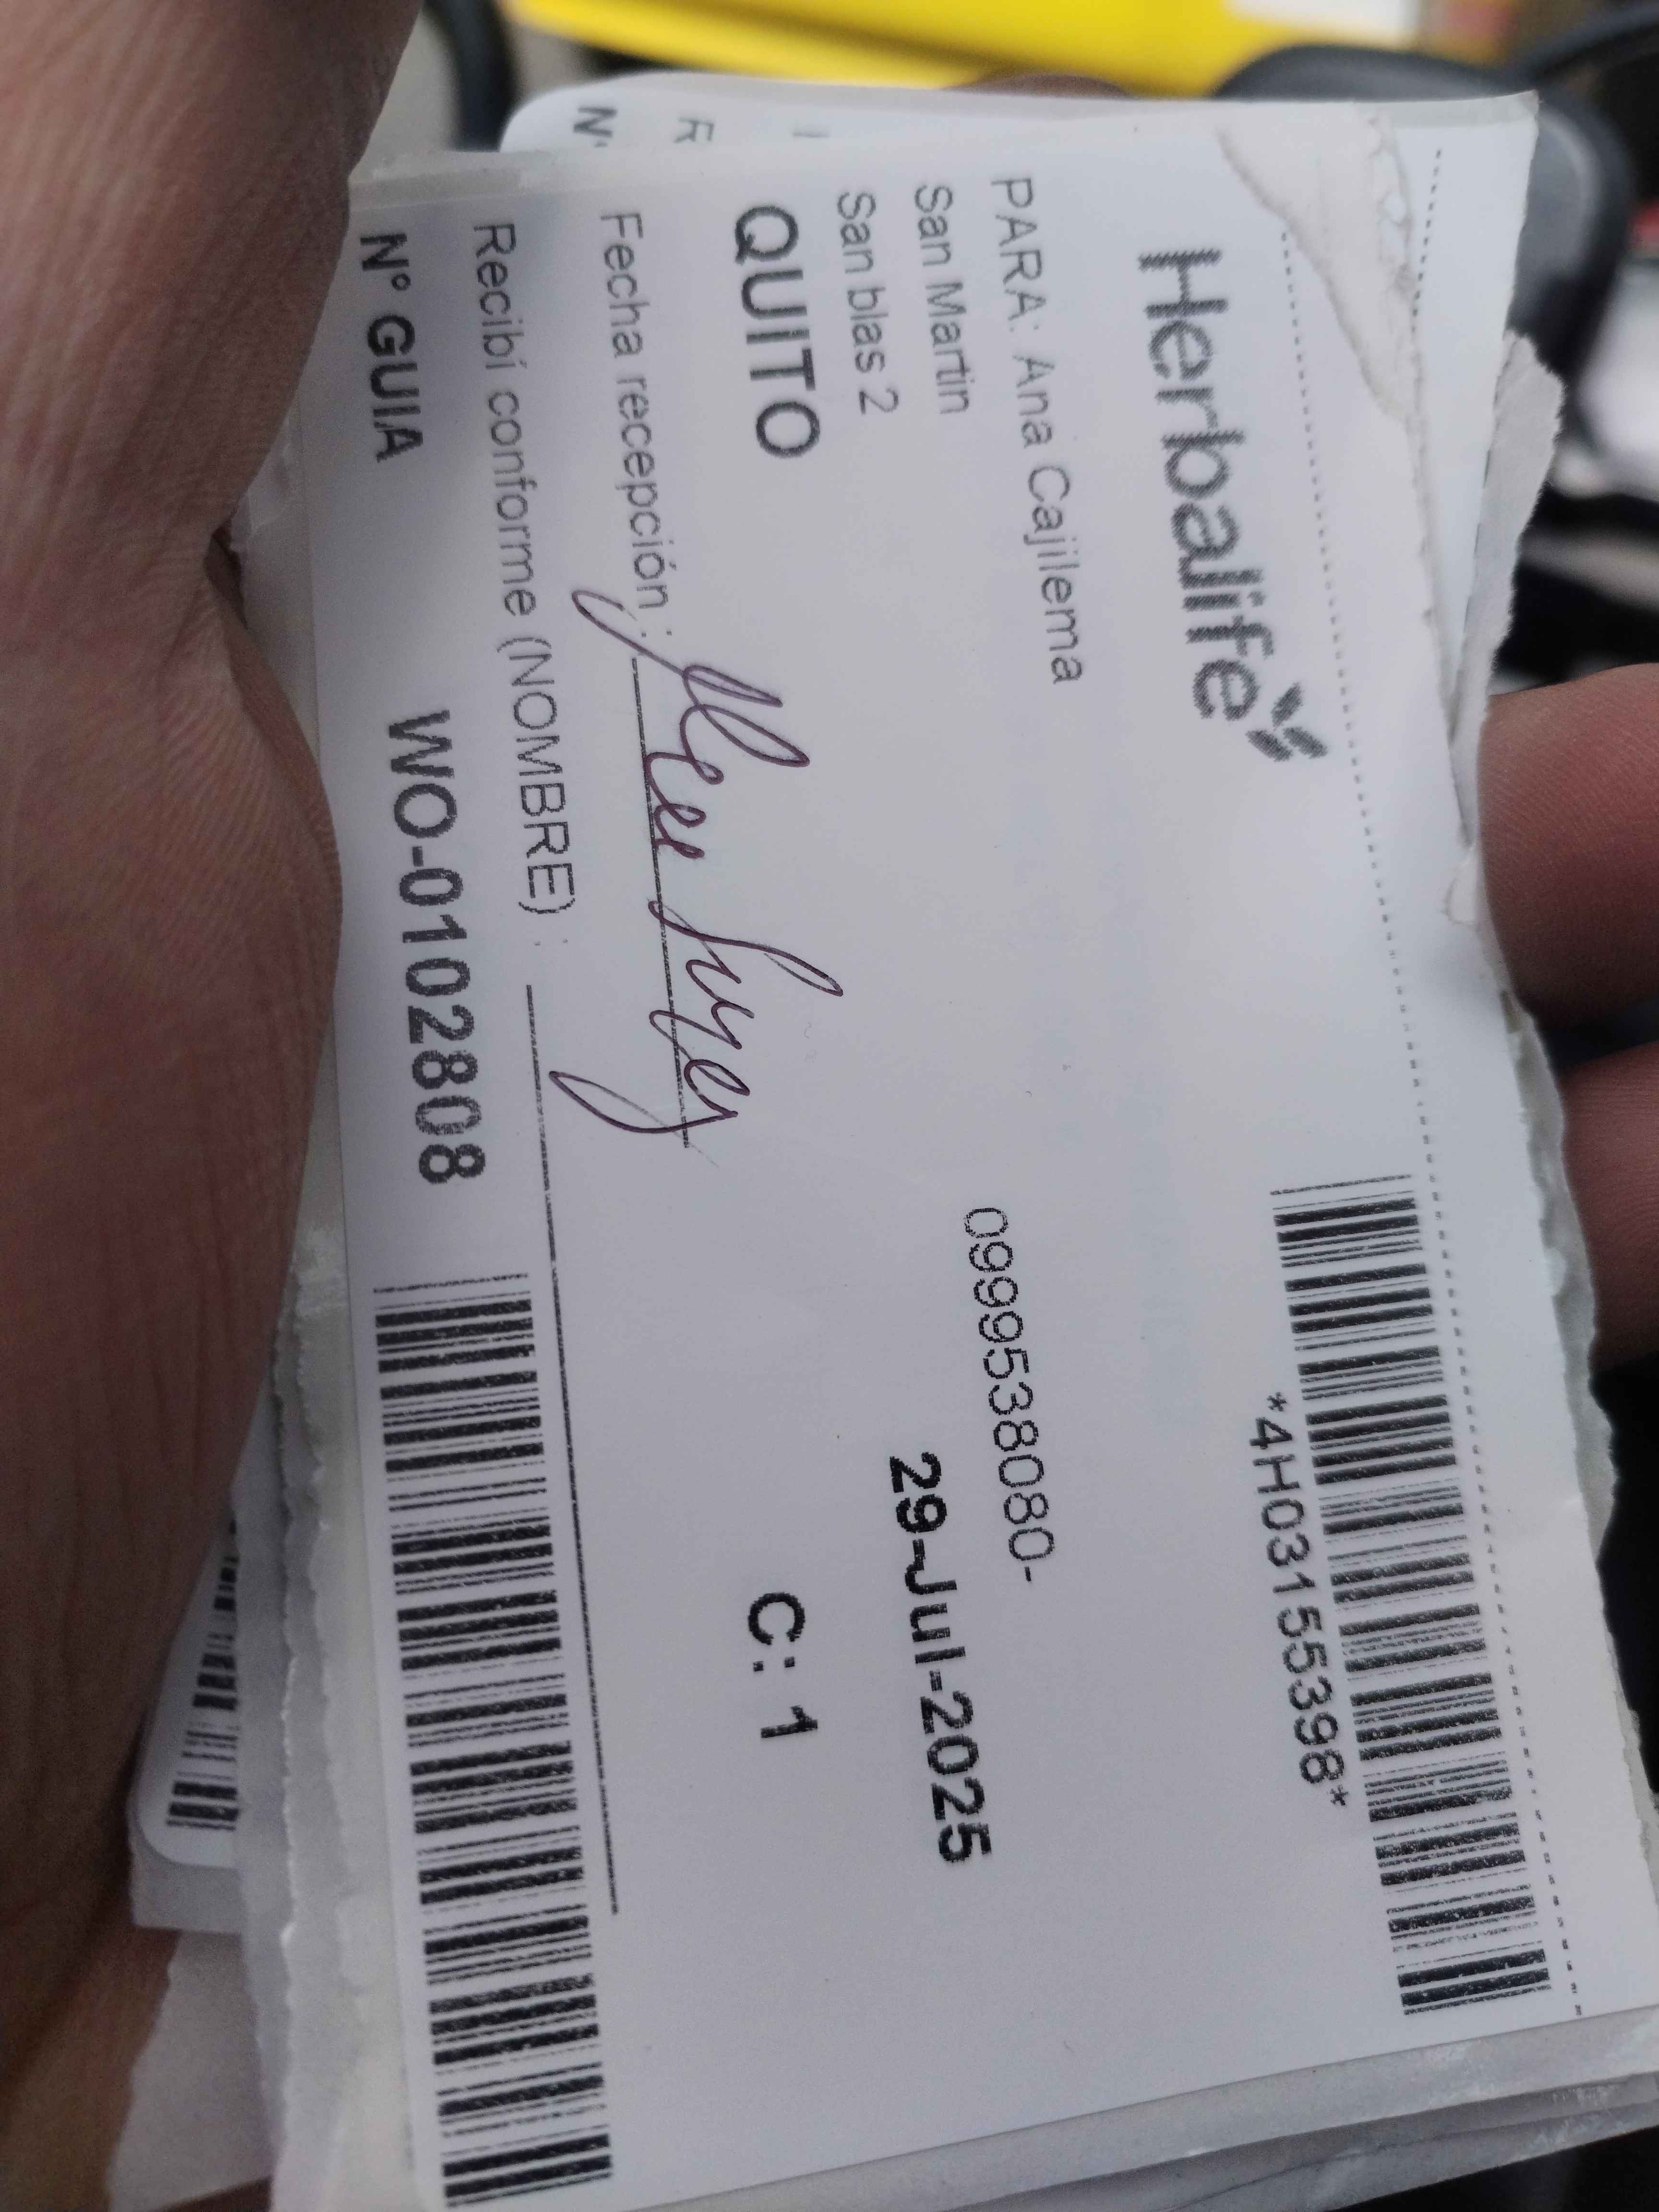 *4H03155398*
Herbalife
PARA: Ana Cajilema
San Martin
0999538080-
San blas 2
29-Jul-2025
QUITO
C: 1
Fecha recepción :
Recibí conforme (NOMBRE) :
N° GUIA WO-0102808